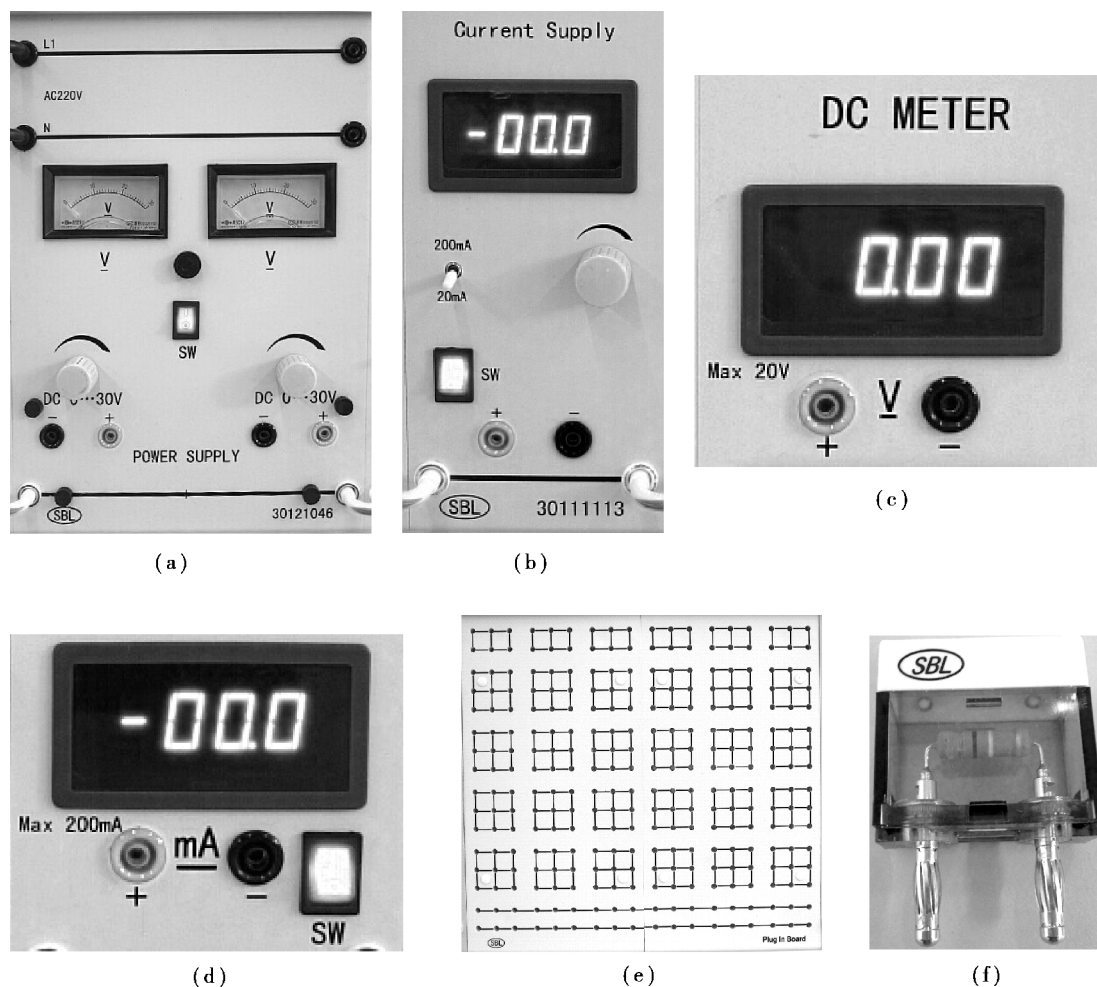 L1
AC220V
N
V
V
V V
SW
DC 0…30V
DC 0…30V
- +
- +
POWER SUPPLY
SBL
30121046
(a)
Current Supply
-00.0
200mA
20mA
SW
+ -
SBL
30111113
(b)
DC METER
0.00
Max 20V
V
+ -
(c)
-00.0
Max 200mA
mA
+ -
SW
(d)
SBL
Plug In Board
(e)
SBL
(f)